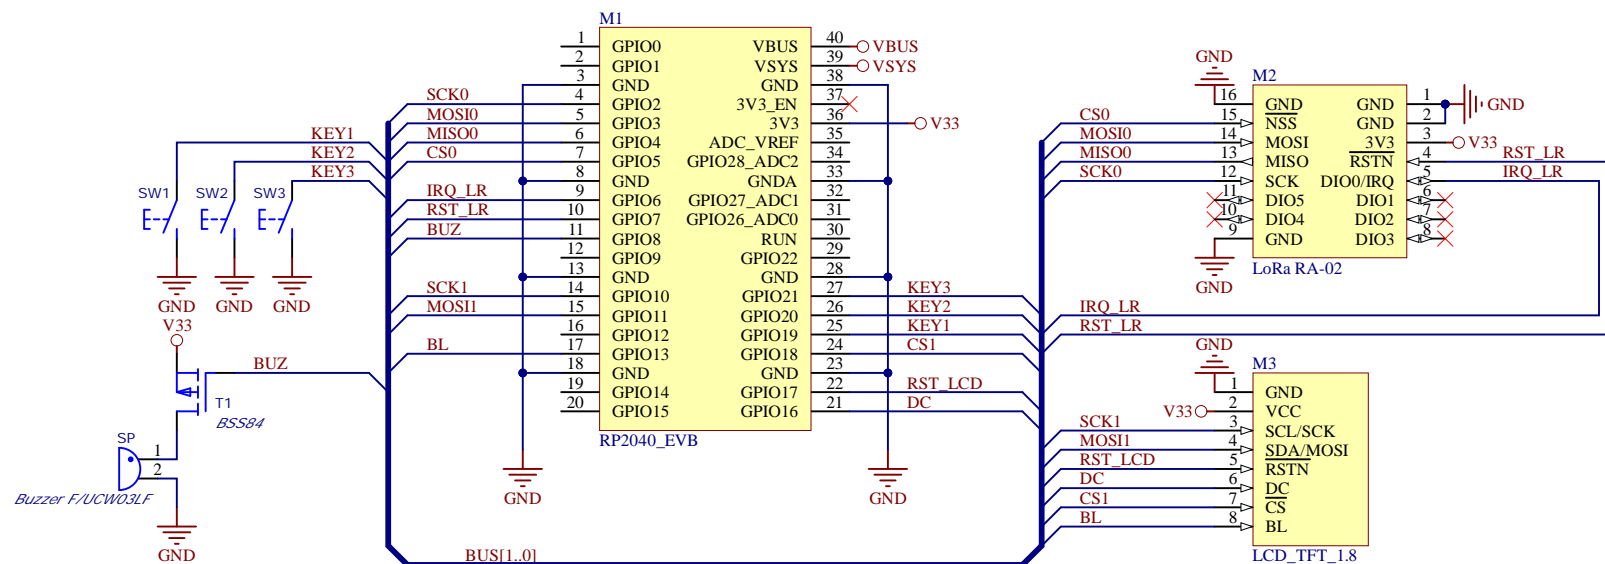 M1
1 GPIO0 VBUS 40 VBUS
2 GPIO1 VSYS 39 VSYS
3 GND GND 38
SCK0 4 GPIO2 3V3_EN 37
MOSI0 5 GPIO3 3V3 36 V33
MISO0 6 GPIO4 ADC_VREF 35
CS0 7 GPIO5 GPIO28_ADC2 34
8 GND GNDA 33
IRQ_LR 9 GPIO6 GPIO27_ADC1 32
RST_LR 10 GPIO7 GPIO26_ADC0 31
BUZ 11 GPIO8 RUN 30
12 GPIO9 GPIO22 29
13 GND GND 28
SCK1 14 GPIO10 GPIO21 27 KEY3
MOSI1 15 GPIO11 GPIO20 26 KEY2
16 GPIO12 GPIO19 25 KEY1
BL 17 GPIO13 GPIO18 24 CS1
18 GND GND 23
19 GPIO14 GPIO17 22 RST_LCD
20 GPIO15 GPIO16 21 DC
RP2040_EVB
GND GND
KEY1
KEY2
KEY3
SW1 SW2 SW3
GND GND GND
V33
BUZ
T1
BSS84
SP
1
2
Buzzer F/UCW03LF
GND
BUS[1..0]
GND
M2
16 GND GND 1 GND
CS0 15 NSS GND 2
MOSI0 14 MOSI 3V3 3 V33
MISO0 13 MISO RSTN 4 RST_LR
SCK0 12 SCK DIO0/IRQ 5 IRQ_LR
11 DIO5 DIO1 6
10 DIO4 DIO2 7
9 GND DIO3 8
LoRa RA-02
GND
IRQ_LR
RST_LR
GND
M3
1 GND
V33 2 VCC
SCK1 3 SCL/SCK
MOSI1 4 SDA/MOSI
RST_LCD 5 RSTN
DC 6 DC
CS1 7 CS
BL 8 BL
LCD_TFT_1.8